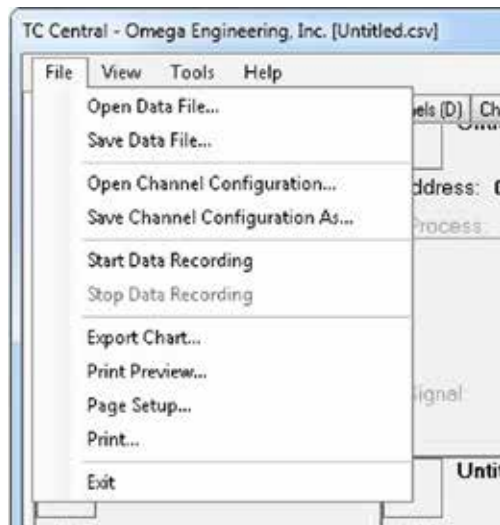 TC Central - Omega Engineering, Inc. [Untitled.csv]
File View Tools Help
Open Data File...
Save Data File...
Open Channel Configuration...
Save Channel Configuration As...
Start Data Recording
Stop Data Recording
Export Chart...
Print Preview...
Page Setup...
Print...
Exit
(D)
Process: